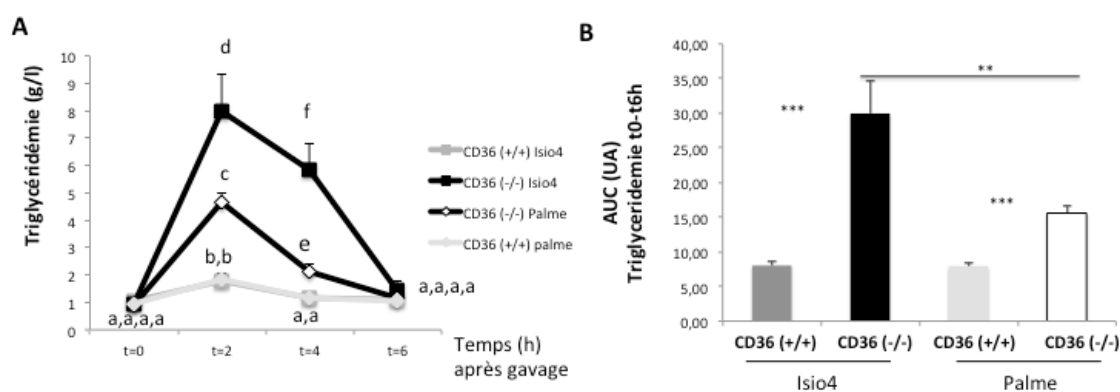 A
Triglycéridémie (g/l)
10
9
8
7
6
5
4
3
2
1
0
d
f
c
e
b,b
a,a,a,a
a,a
a,a,a,a
t=0 t=2 t=4 t=6
Temps (h)
après gavage
CD36 (+/+) Isio4
CD36 (-/-) Isio4
CD36 (-/-) Palme
CD36 (+/+) palme
B
AUC (UA)
Triglyceridemie t0-t6h
40,00
35,00
30,00
25,00
20,00
15,00
10,00
5,00
0,00
**
***
***
CD36 (+/+) CD36 (-/-) CD36 (+/+) CD36 (-/-)
Isio4 Palme